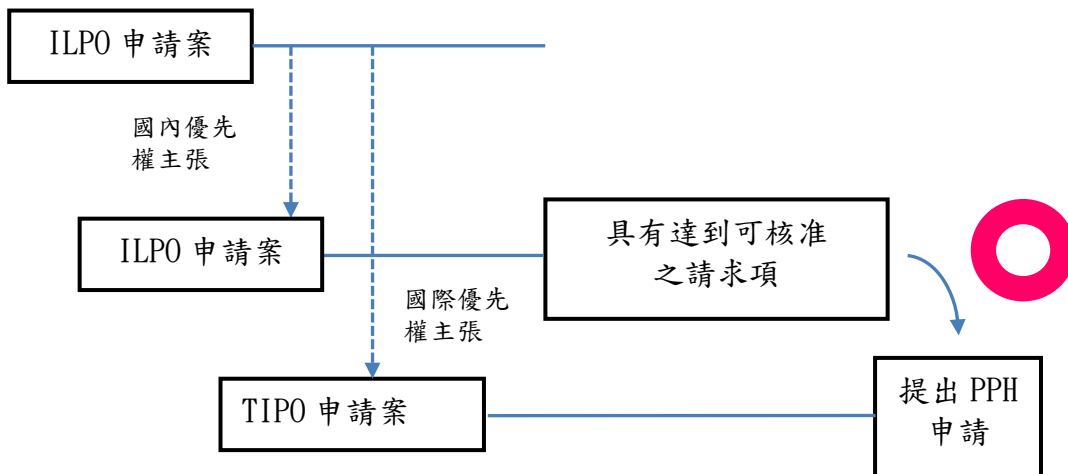 ILPO 申請案
國內優先
權主張
ILPO 申請案
具有達到可核准
之請求項
國際優先
權主張
TIPO 申請案
提出 PPH
申請